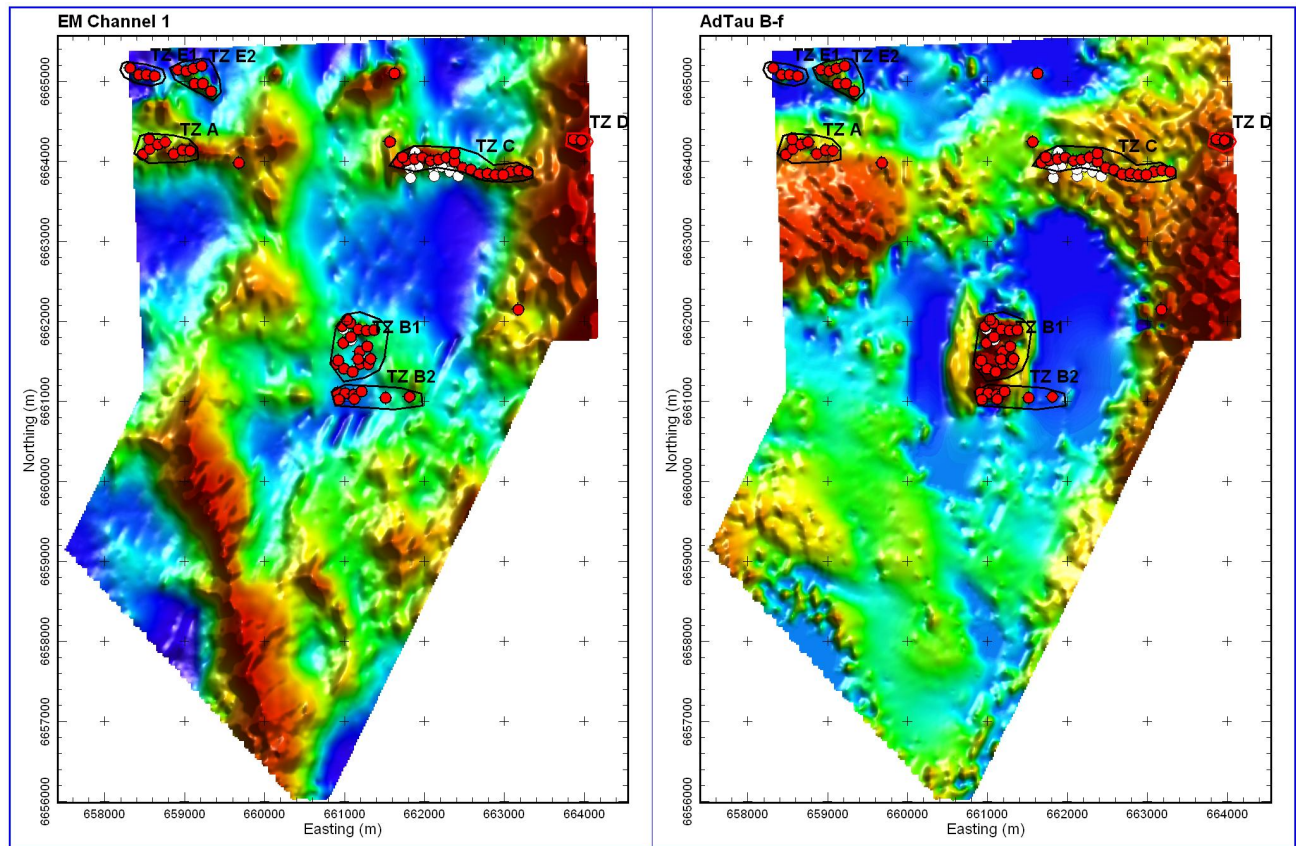 EM Channel 1
TZ E1
TZ E2
TZ A
TZ C
TZ D
TZ B1
TZ B2
6665000
6664000
6663000
6662000
6661000
6660000
6659000
6658000
6657000
6656000
Northing (m)
658000 659000 660000 661000 662000 663000 664000
Easting (m)
AdTau B-f
TZ E1
TZ E2
TZ A
TZ C
TZ D
TZ B1
TZ B2
6665000
6664000
6663000
6662000
6661000
6660000
6659000
6658000
6657000
6656000
Northing (m)
658000 659000 660000 661000 662000 663000 664000
Easting (m)